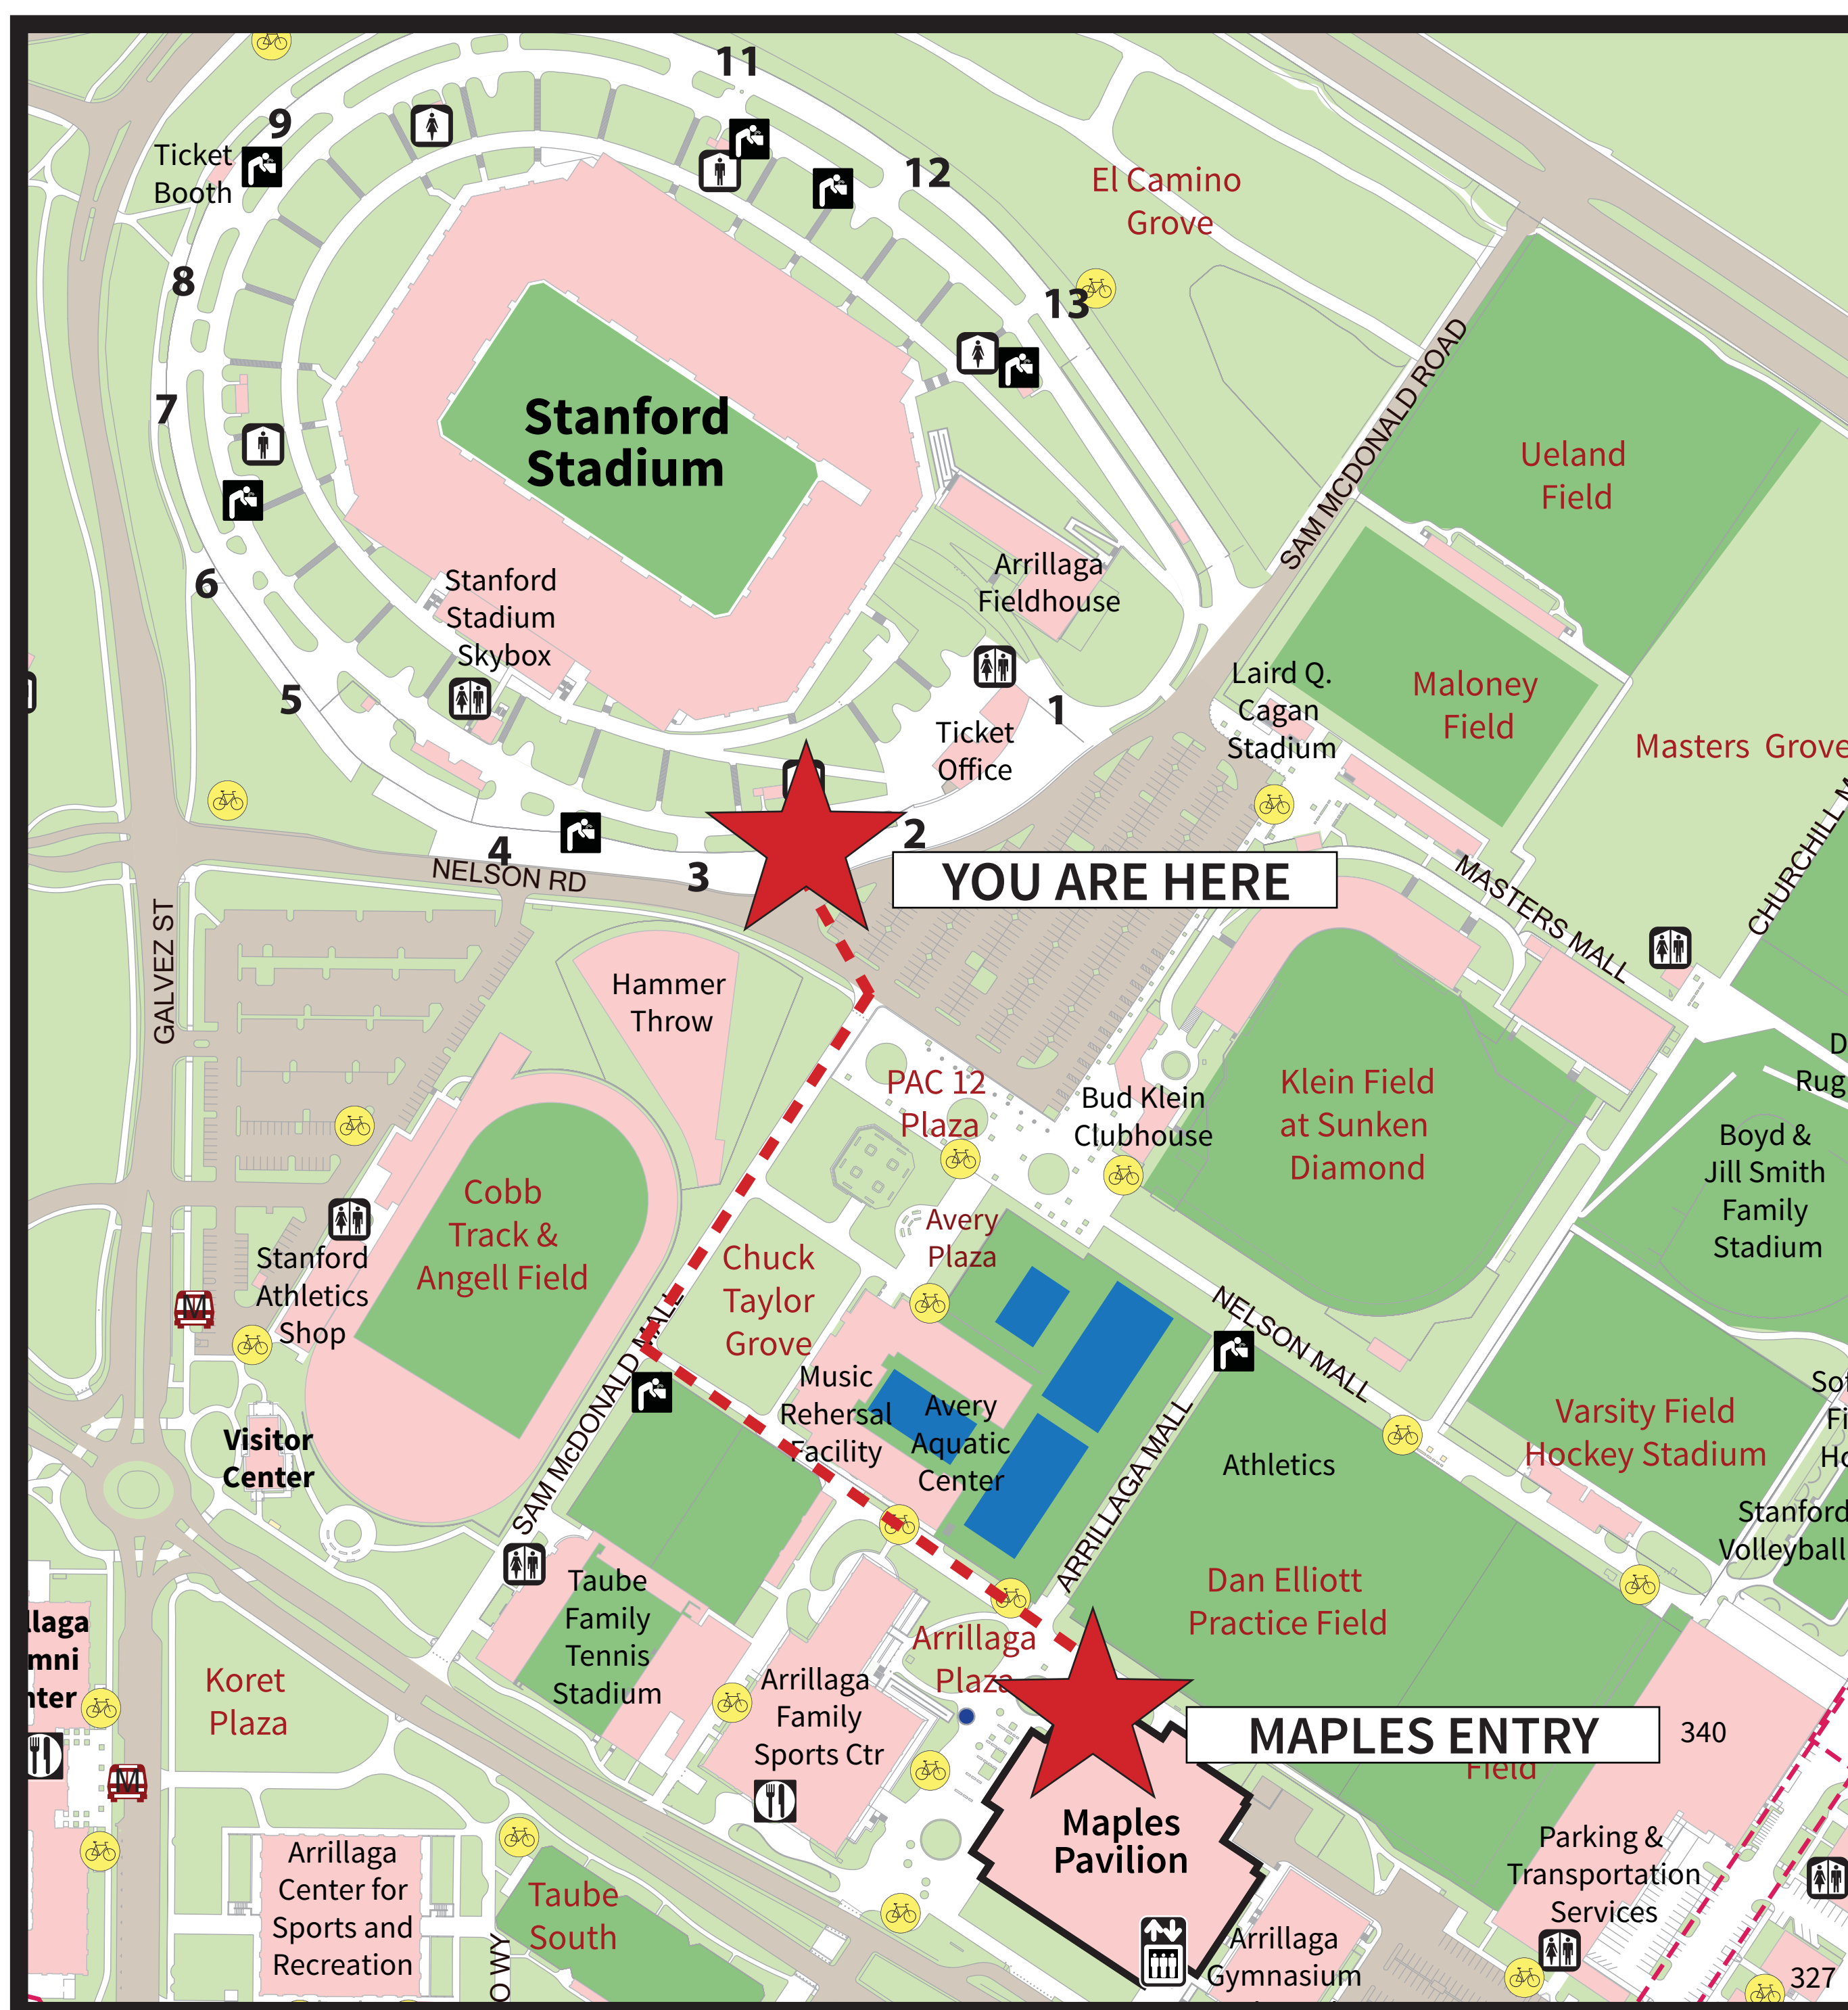 11
9
Ticket
Booth
12
El Camino
Grove
8
13
7
Stanford
Stadium
SAM MCDONALD ROAD
Ueland
Field
6
Stanford
Stadium
Skybox
Arrillaga
Fieldhouse
5
1
Ticket
Office
Laird Q.
Cagan
Stadium
Maloney
Field
Masters Grove
4
3
2
NELSON RD
YOU ARE HERE
MASTERS MALL
CHURCHILL M
GALVEZ ST
Hammer
Throw
PAC 12
Plaza
Bud Klein
Clubhouse
Klein Field
at Sunken
Diamond
D
Rug
Boyd &
Jill Smith
Family
Stadium
Cobb
Track &
Angell Field
Avery
Plaza
Stanford
Athletics
Shop
M
Chuck
Taylor
Grove
SAM McDONALD MALL
NELSON MALL
Music
Rehersal
Facility
Avery
Aquatic
Center
ARRILLAGA MALL
Athletics
Varsity Field
Hockey Stadium
Sof
Fi
Ho
Stanford
Volleyball
Visitor
Center
Taube
Family
Tennis
Stadium
Dan Elliott
Practice Field
Arrillaga
Plaza
llaga
mni
nter
Koret
Plaza
Arrillaga
Family
Sports Ctr
MAPLES ENTRY
340
Field
M
Maples
Pavilion
Parking &
Transportation
Services
Arrillaga
Center for
Sports and
Recreation
Taube
South
O WY
Arrillaga
Gymnasium
327